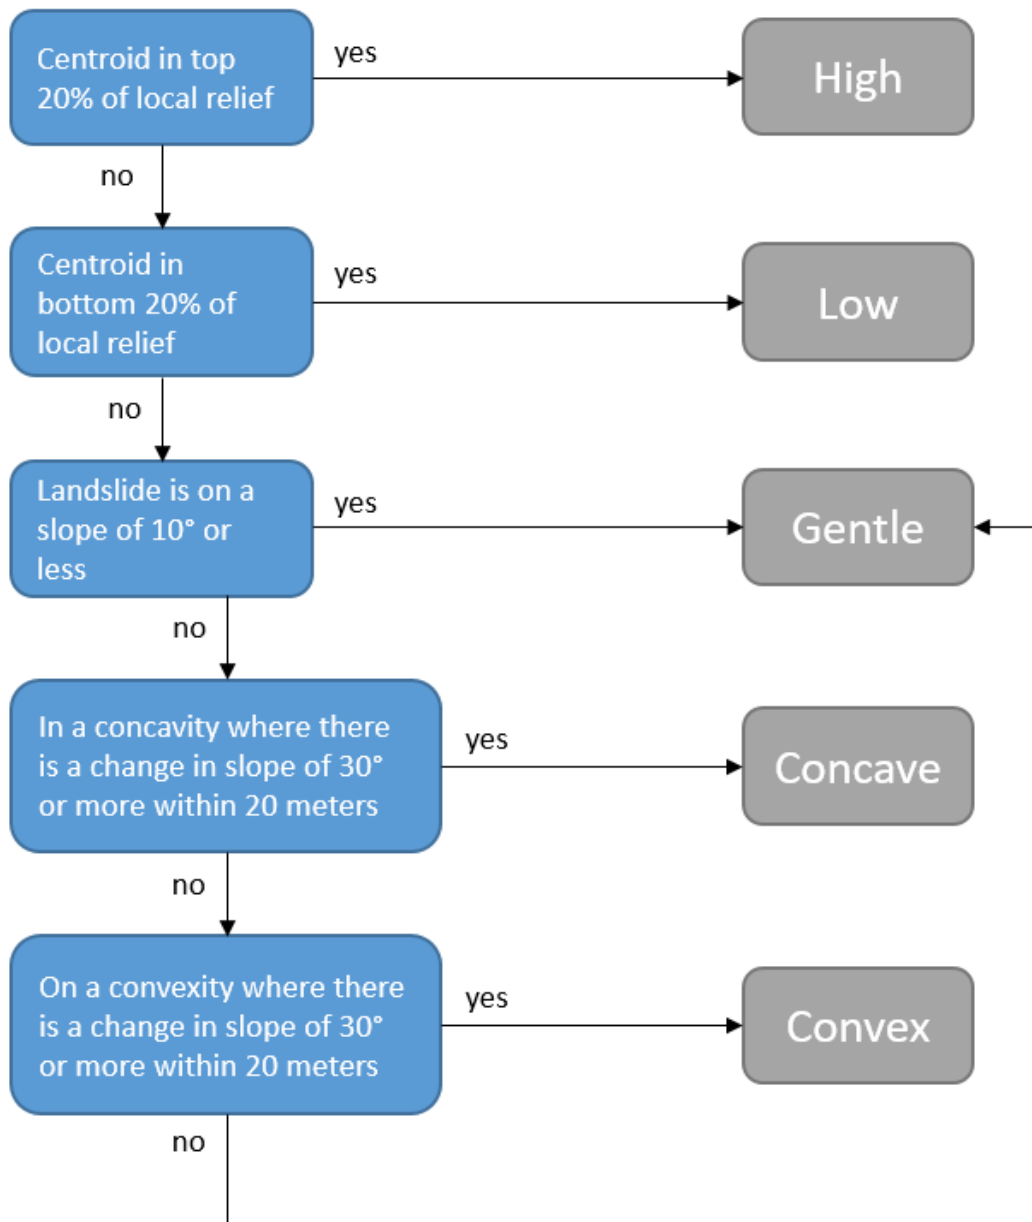 Centroid in top
20% of local relief
yes
High
no
Centroid in
bottom 20% of
local relief
yes
Low
no
Landslide is on a
slope of 10° or
less
yes
Gentle
no
In a concavity where there
is a change in slope of 30°
or more within 20 meters
yes
Concave
no
On a convexity where there
is a change in slope of 30°
or more within 20 meters
yes
Convex
no